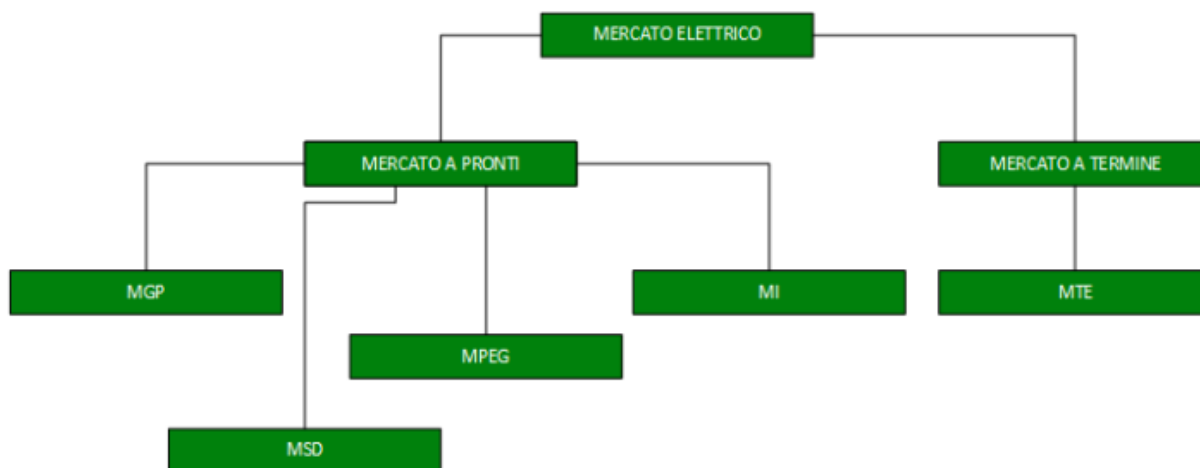 MERCATO ELETTRICO
MERCATO A PRONTI
MERCATO A TERMINE
MGP
MI
MTE
MPEG
MSD